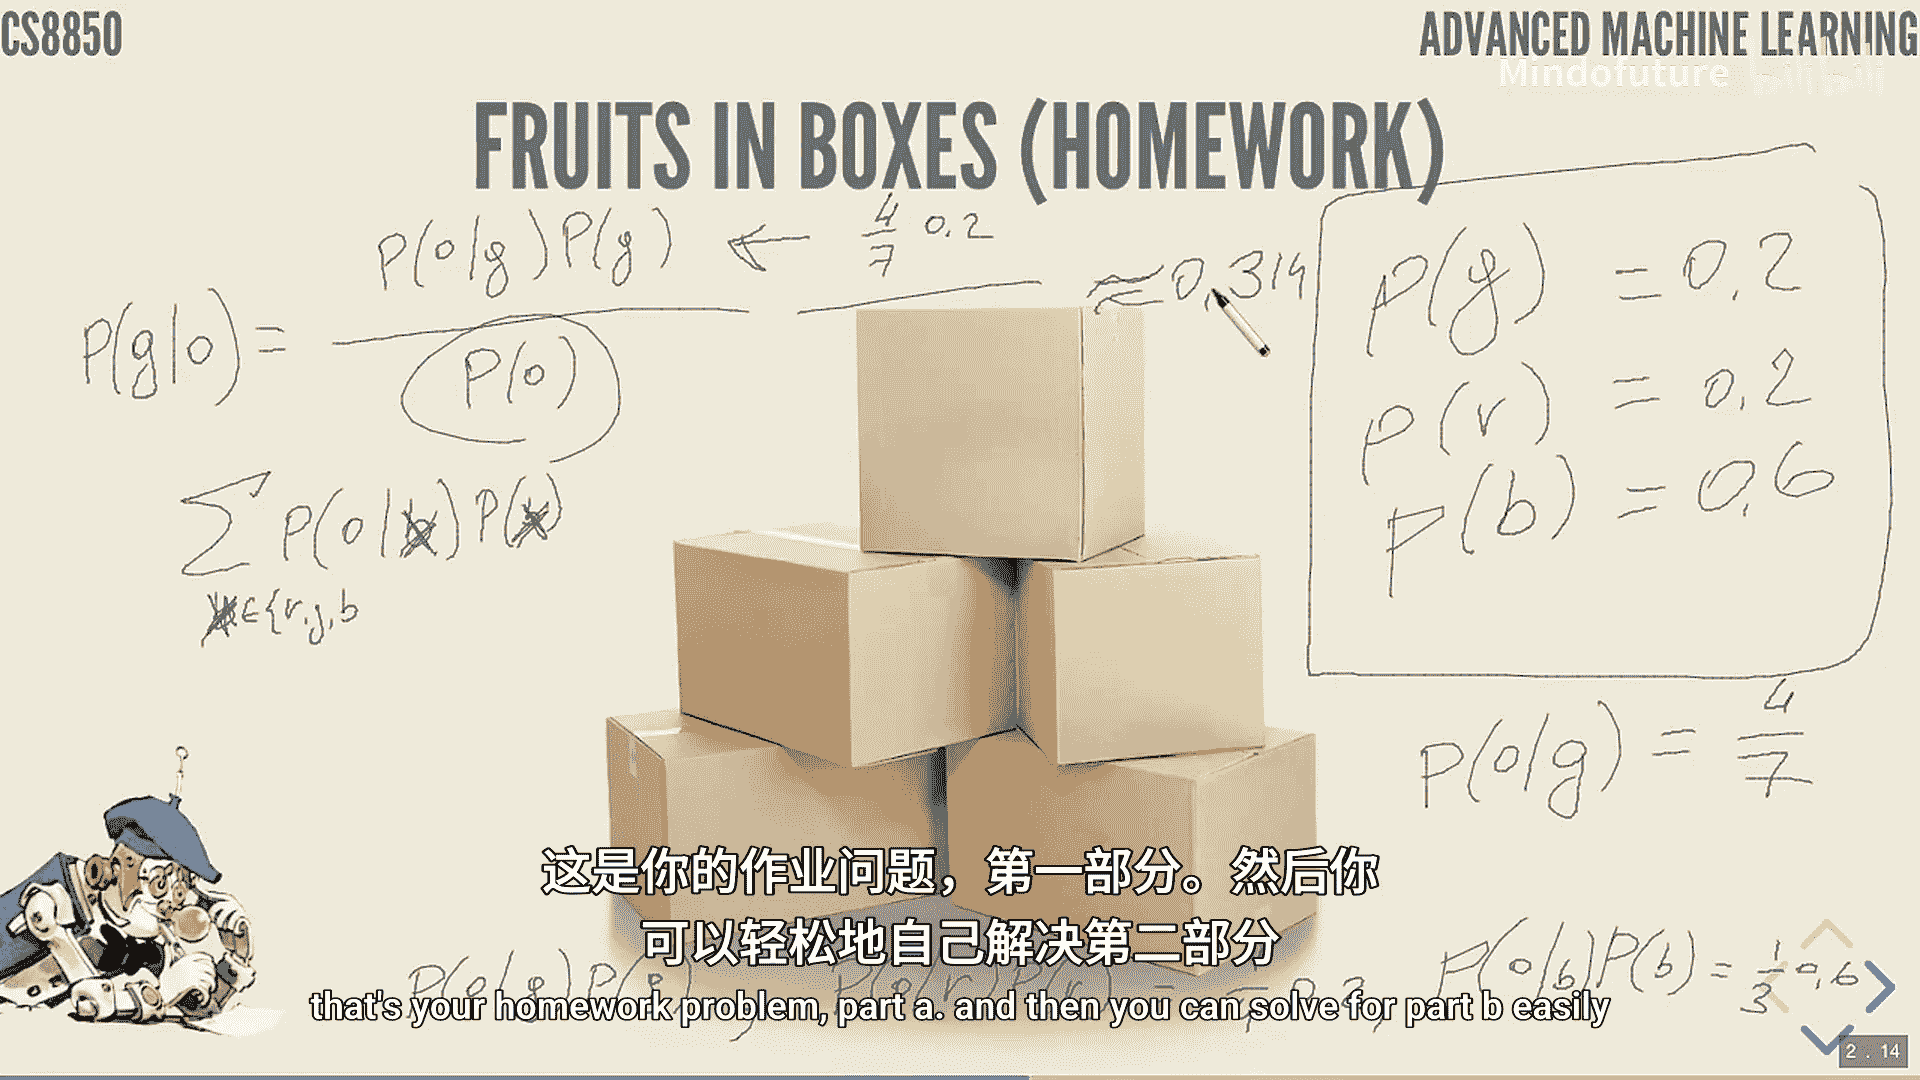 CS8850
ADVANCED MACHINE LEARNING
Mindofuture
FRUITS IN BOXES (HOMEWORK)
P(g|o) = P(o|g)P(g) ← 4/7 0,2 ≈ 0,314
P(o)
∑ P(o|) P()
∈{r,g,b
P(g) = 0,2
P(r) = 0,2
P(b) = 0,6
P(o|g) = 4/7
P(o|g)P(g) P(o|r)P(r) = 0,2
P(o|b)P(b) = 1/3 0,6
这是你的作业问题，第一部分。然后你
可以轻松地自己解决第二部分
that's your homework problem, part a. and then you can solve for part b easily
2 . 14